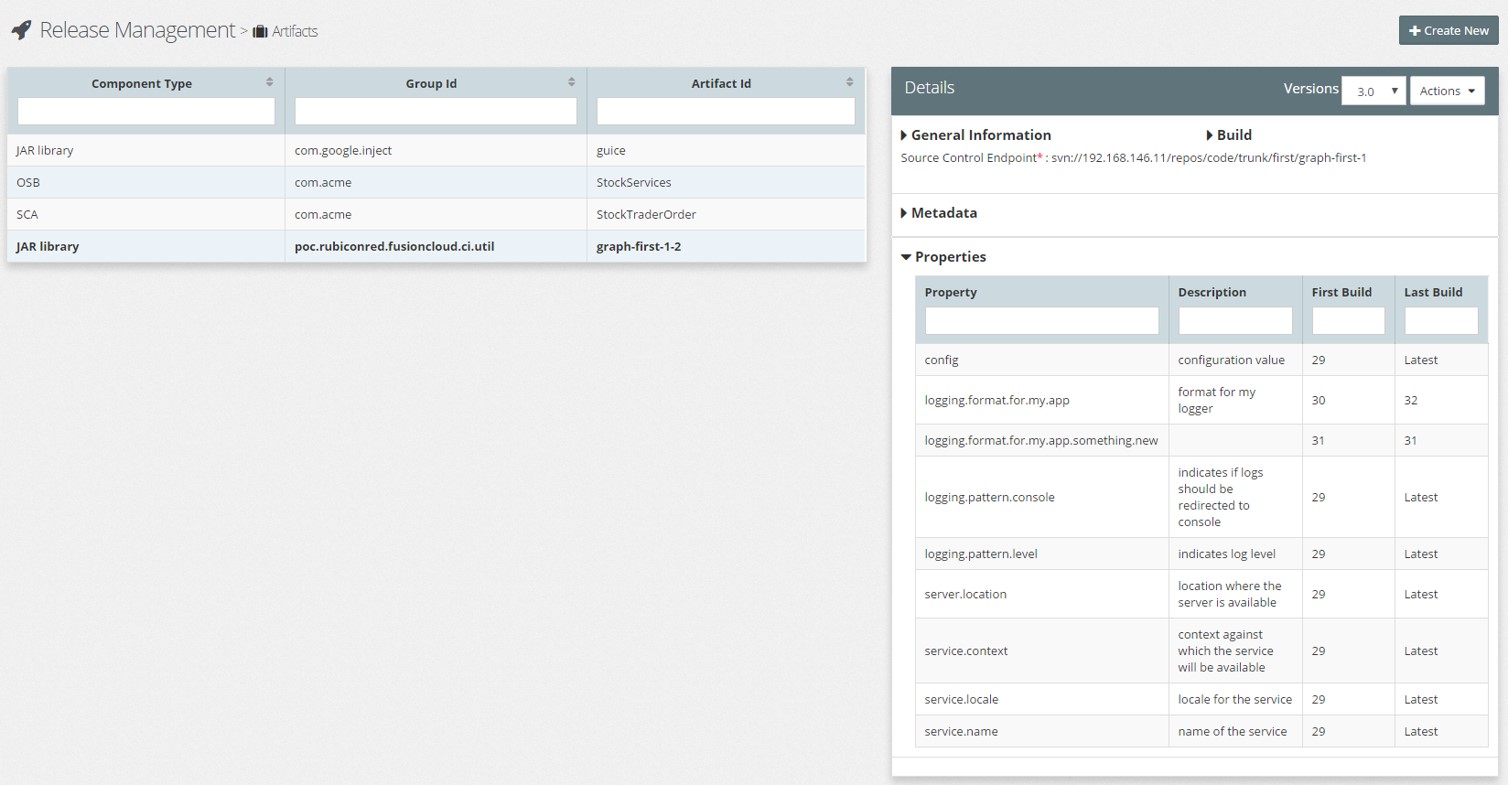 Release Management > Artifacts
Create New
Component Type Group Id Artifact Id
JAR library com.google.inject guice
OSB com.acme StockServices
SCA com.acme StockTraderOrder
JAR library poc.rubiconred.fusioncloud.ci.util graph-first-1-2
Details Versions 3.0 Actions
General Information Build
Source Control Endpoint* : svn://192.168.146.11/repos/code/trunk/first/graph-first-1
Metadata
Properties
Property Description First Build Last Build
config configuration value 29 Latest
logging.format.for.my.app format for my 30 32
logger
logging.format.for.my.app.something.new 31 31
logging.pattern.console indicates if logs 29 Latest
should be
redirected to
console
logging.pattern.level indicates log level 29 Latest
server.location location where the 29 Latest
server is available
service.context context against 29 Latest
which the service
will be available
service.locale locale for the service 29 Latest
service.name name of the service 29 Latest